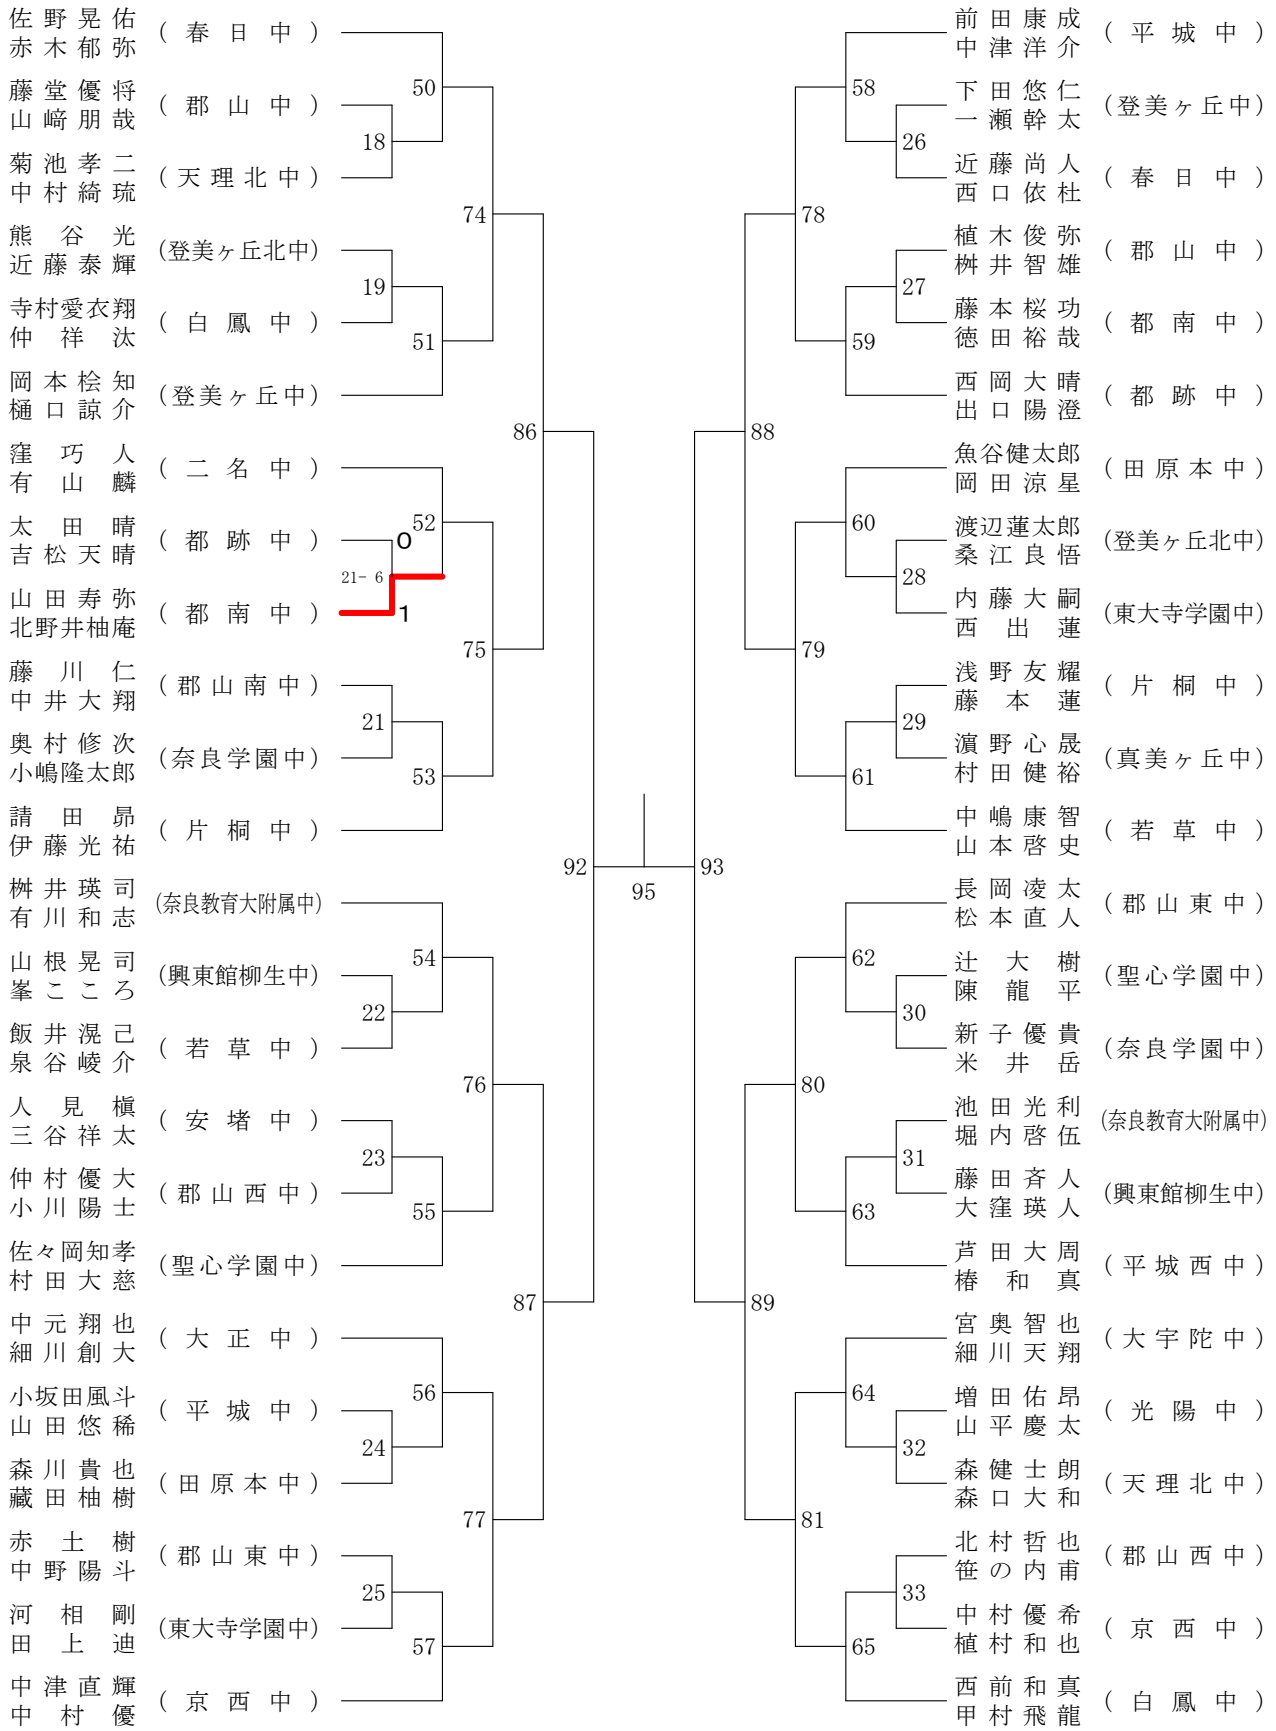 佐野晃佑
赤木郁弥
(春日中)
藤堂優将
山﨑朋哉
(郡山中)
菊池孝二
中村綺琉
(天理北中)
熊谷光
近藤泰輝
(登美ヶ丘北中)
寺村愛衣翔
仲祥汰
(白鳳中)
岡本桧知
樋口諒介
(登美ヶ丘中)
窪巧人
有山麟
(二名中)
太田晴
吉松天晴
(都跡中)
山田寿弥
北野井柚庵
(都南中)
藤川仁
中井大翔
(郡山南中)
奥村修次
小嶋隆太郎
(奈良学園中)
請田昴
伊藤光祐
(片桐中)
桝井瑛司
有川和志
(奈良教育大附属中)
山根晃司
峯こころ
(興東館柳生中)
飯井滉己
泉谷崚介
(若草中)
人見槇
三谷祥太
(安堵中)
仲村優大
小川陽士
(郡山西中)
佐々岡知孝
村田大慈
(聖心学園中)
中元翔也
細川創大
(大正中)
小坂田風斗
山田悠稀
(平城中)
森川貴也
藏田柚樹
(田原本中)
赤土樹
中野陽斗
(郡山東中)
河相剛
田上迪
(東大寺学園中)
中津直輝
中村優
(京西中)
18
19
21- 6
0
1
21
22
23
24
25
50
51
52
53
54
55
56
57
74
75
76
77
86
87
92
95
93
88
89
78
79
80
81
58
59
60
61
62
63
64
65
26
27
28
29
30
31
32
33
前田康成
中津洋介
(平城中)
下田悠仁
一瀬幹太
(登美ヶ丘中)
近藤尚人
西口依杜
(春日中)
植木俊弥
桝井智雄
(郡山中)
藤本桜功
徳田裕哉
(都南中)
西岡大晴
出口陽澄
(都跡中)
魚谷健太郎
岡田涼星
(田原本中)
渡辺蓮太郎
桑江良悟
(登美ヶ丘北中)
内藤大嗣
西出蓮
(東大寺学園中)
浅野友耀
藤本蓮
(片桐中)
濵野心晟
村田健裕
(真美ヶ丘中)
中嶋康智
山本啓史
(若草中)
長岡凌太
松本直人
(郡山東中)
辻大樹
陳龍平
(聖心学園中)
新子優貴
米井岳
(奈良学園中)
池田光利
堀内啓伍
(奈良教育大附属中)
藤田斉人
大窪瑛人
(興東館柳生中)
芦田大周
椿和真
(平城西中)
宮奥智也
細川天翔
(大宇陀中)
増田佑昂
山平慶太
(光陽中)
森健士朗
森口大和
(天理北中)
北村哲也
笹の内甫
(郡山西中)
中村優希
植村和也
(京西中)
西前和真
甲村飛龍
(白鳳中)